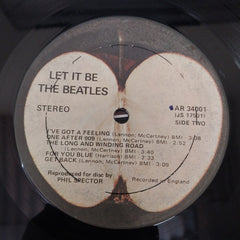 LET IT BE
THE BEATLES
STEREO
AR 34001
(JS 17501)
SIDE TWO
I'VE GOT A FEELING (Lennon, McCartney) BMI - 3:38
ONE AFTER 909 (Lennon, McCartney) BMI - 2:52
THE LONG AND WINDING ROAD
(Lennon, McCartney) BMI - 3:40
FOR YOU BLUE (Harrison) BMI - 2:33
GET BACK (Lennon, McCartney) BMI - 3:09
Reproduced for disc by
PHIL SPECTOR
Recorded in England